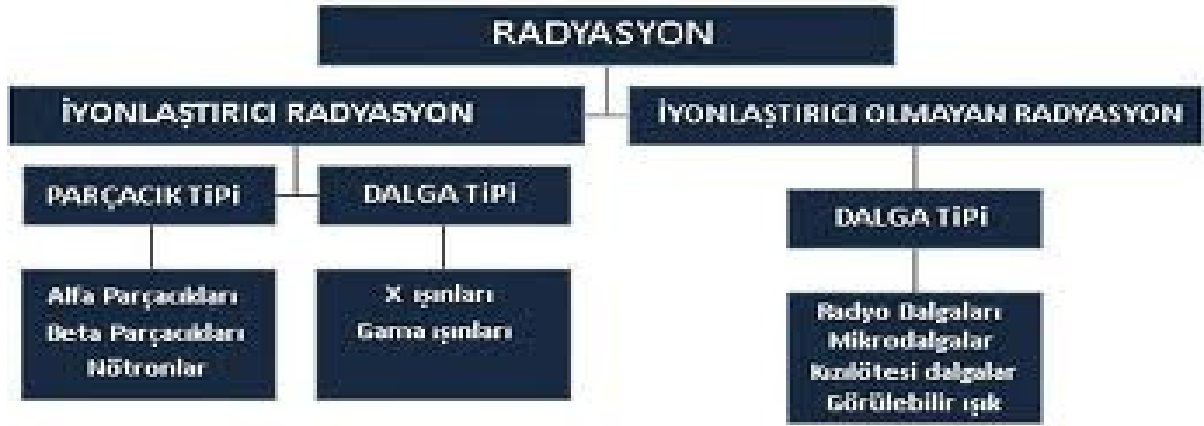 RADYASYON
İYONLAŞTIRICI RADYASYON
İYONLAŞTIRICI OLMAYAN RADYASYON
PARÇACIK TİPİ
DALGA TİPİ
DALGA TİPİ
Alfa Parçacıkları
Beta Parçacıkları
Nötronlar
X ışınları
Gama ışınları
Radyo Dalgaları
Mikrodalgalar
Kızılötesi dalgalar
Görülebilir ışık